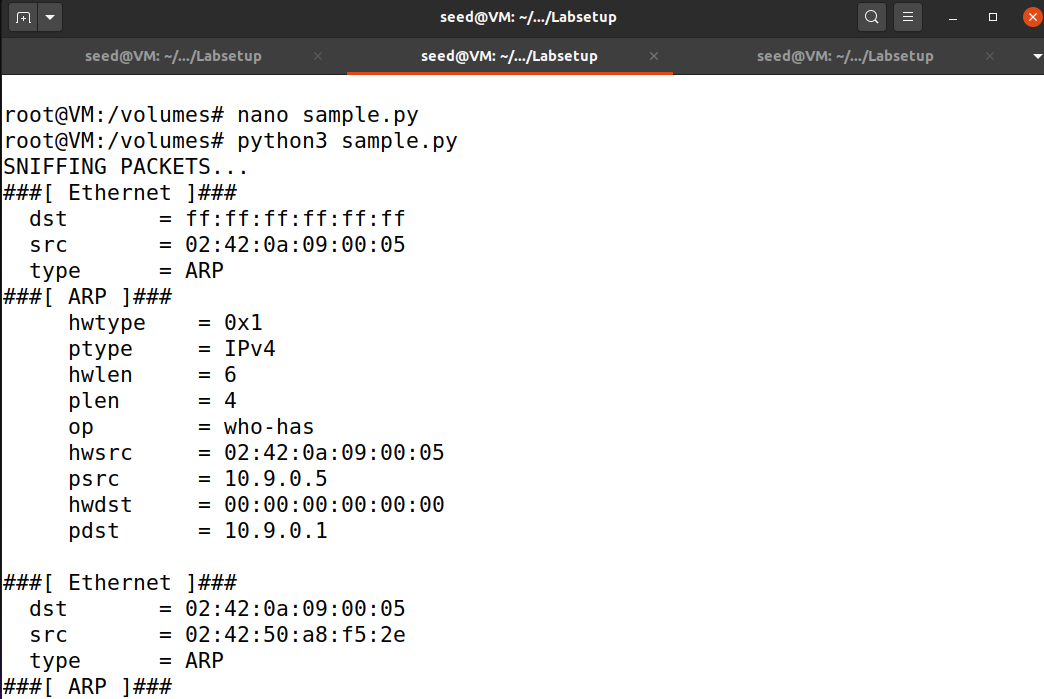 seed@VM: ~/.../Labsetup
seed@VM: ~/.../Labsetup
seed@VM: ~/.../Labsetup
seed@VM: ~/.../Labsetup
root@VM:/volumes# nano sample.py
root@VM:/volumes# python3 sample.py
SNIFFING PACKETS...
###[ Ethernet ]###
  dst       = ff:ff:ff:ff:ff:ff
  src       = 02:42:0a:09:00:05
  type      = ARP
###[ ARP ]###
     hwtype    = 0x1
     ptype     = IPv4
     hwlen     = 6
     plen      = 4
     op        = who-has
     hwsrc     = 02:42:0a:09:00:05
     psrc      = 10.9.0.5
     hwdst     = 00:00:00:00:00:00
     pdst      = 10.9.0.1
###[ Ethernet ]###
  dst       = 02:42:0a:09:00:05
  src       = 02:42:50:a8:f5:2e
  type      = ARP
###[ ARP ]###